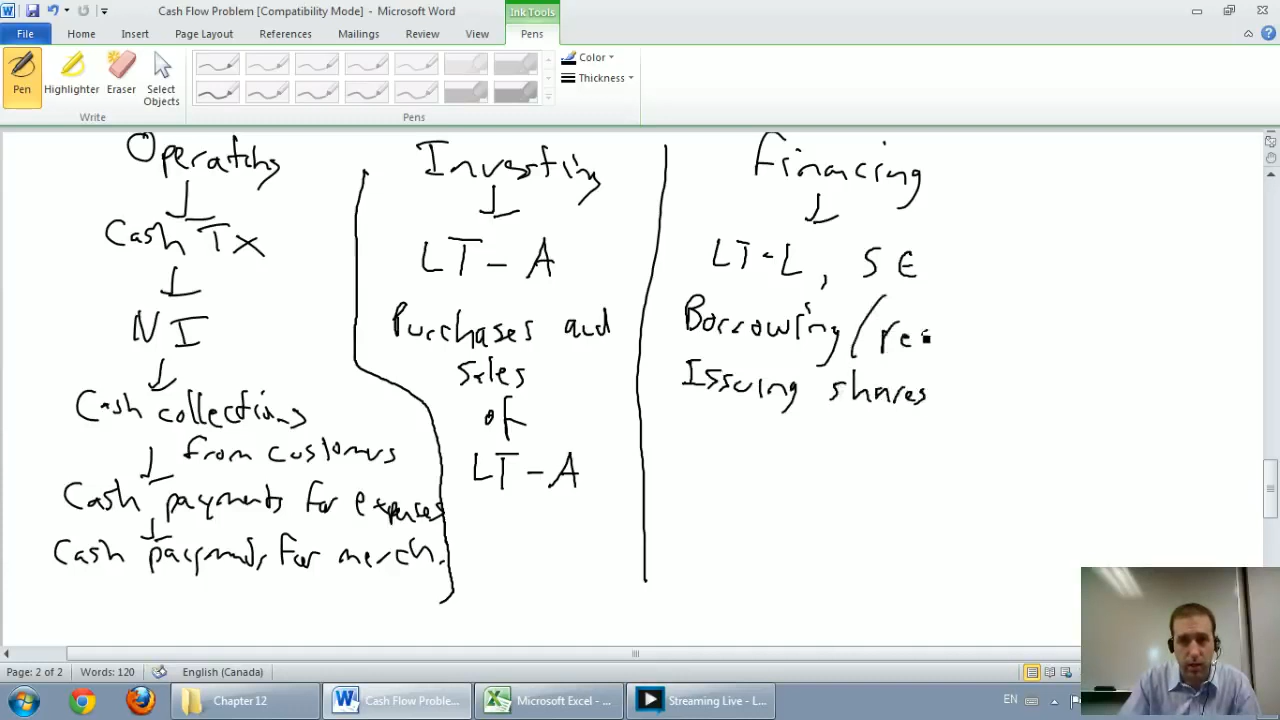 Cash Flow Problem [Compatibility Mode] - Microsoft Word
Ink Tools
File Home Insert Page Layout References Mailings Review View Pens
Pen Highlighter Eraser Select Objects
Color
Thickness
Write Pens
Operating
Cash Tx
NI
Cash collections
from customers
Cash payments for expenses
Cash payments for merch.
Investing
LT - A
Purchases and
Sales
of
LT - A
Financing
LT - L, SE
Borrowing / re
Issuing shares
Page: 2 of 2 Words: 120 English (Canada)
Chapter 12 Cash Flow Proble... Microsoft Excel - ... Streaming Live - L... EN